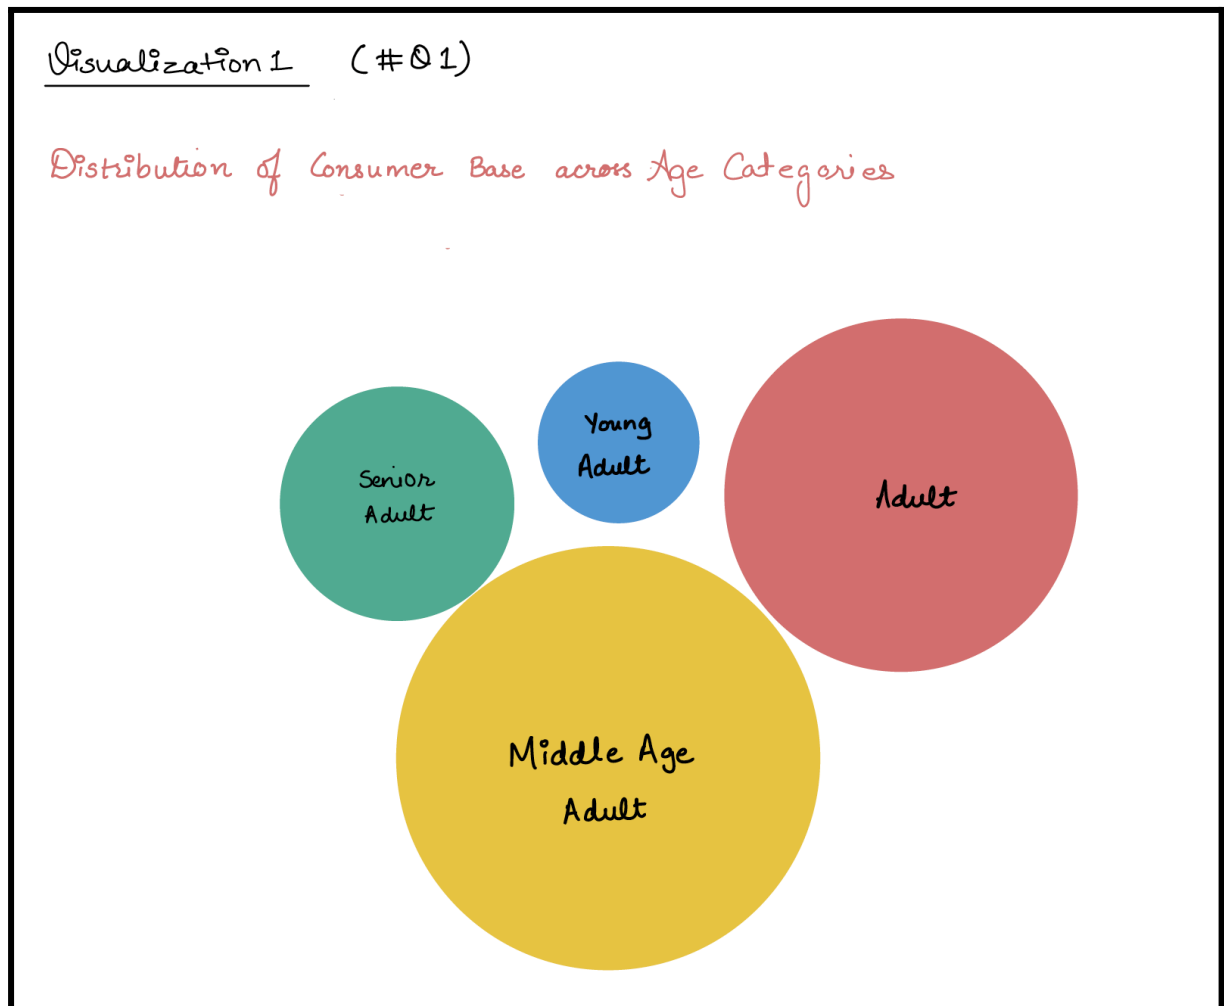 Visualization 1 (#Q1)
Distribution of Consumer Base across Age Categories
Young
Adult
Senior
Adult
Adult
Middle Age
Adult